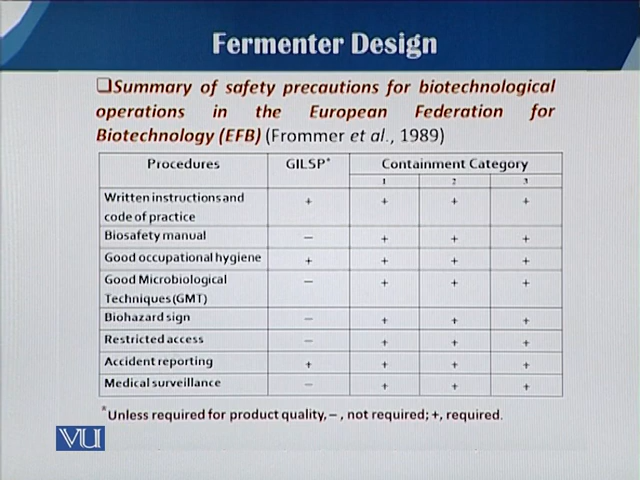 Fermenter Design
❑Summary of safety precautions for biotechnological
operations in the European Federation for
Biotechnology (EFB) (Frommer et al., 1989)
Procedures GILSP* Containment Category
1 2 3
Written instructions and
code of practice + + + +
Biosafety manual – + + +
Good occupational hygiene + + + +
Good Microbiological
Techniques(GMT) – + + +
Biohazard sign – + + +
Restricted access – + + +
Accident reporting + + + +
Medical surveillance – + + +
*Unless required for product quality, – , not required; +, required.
VU